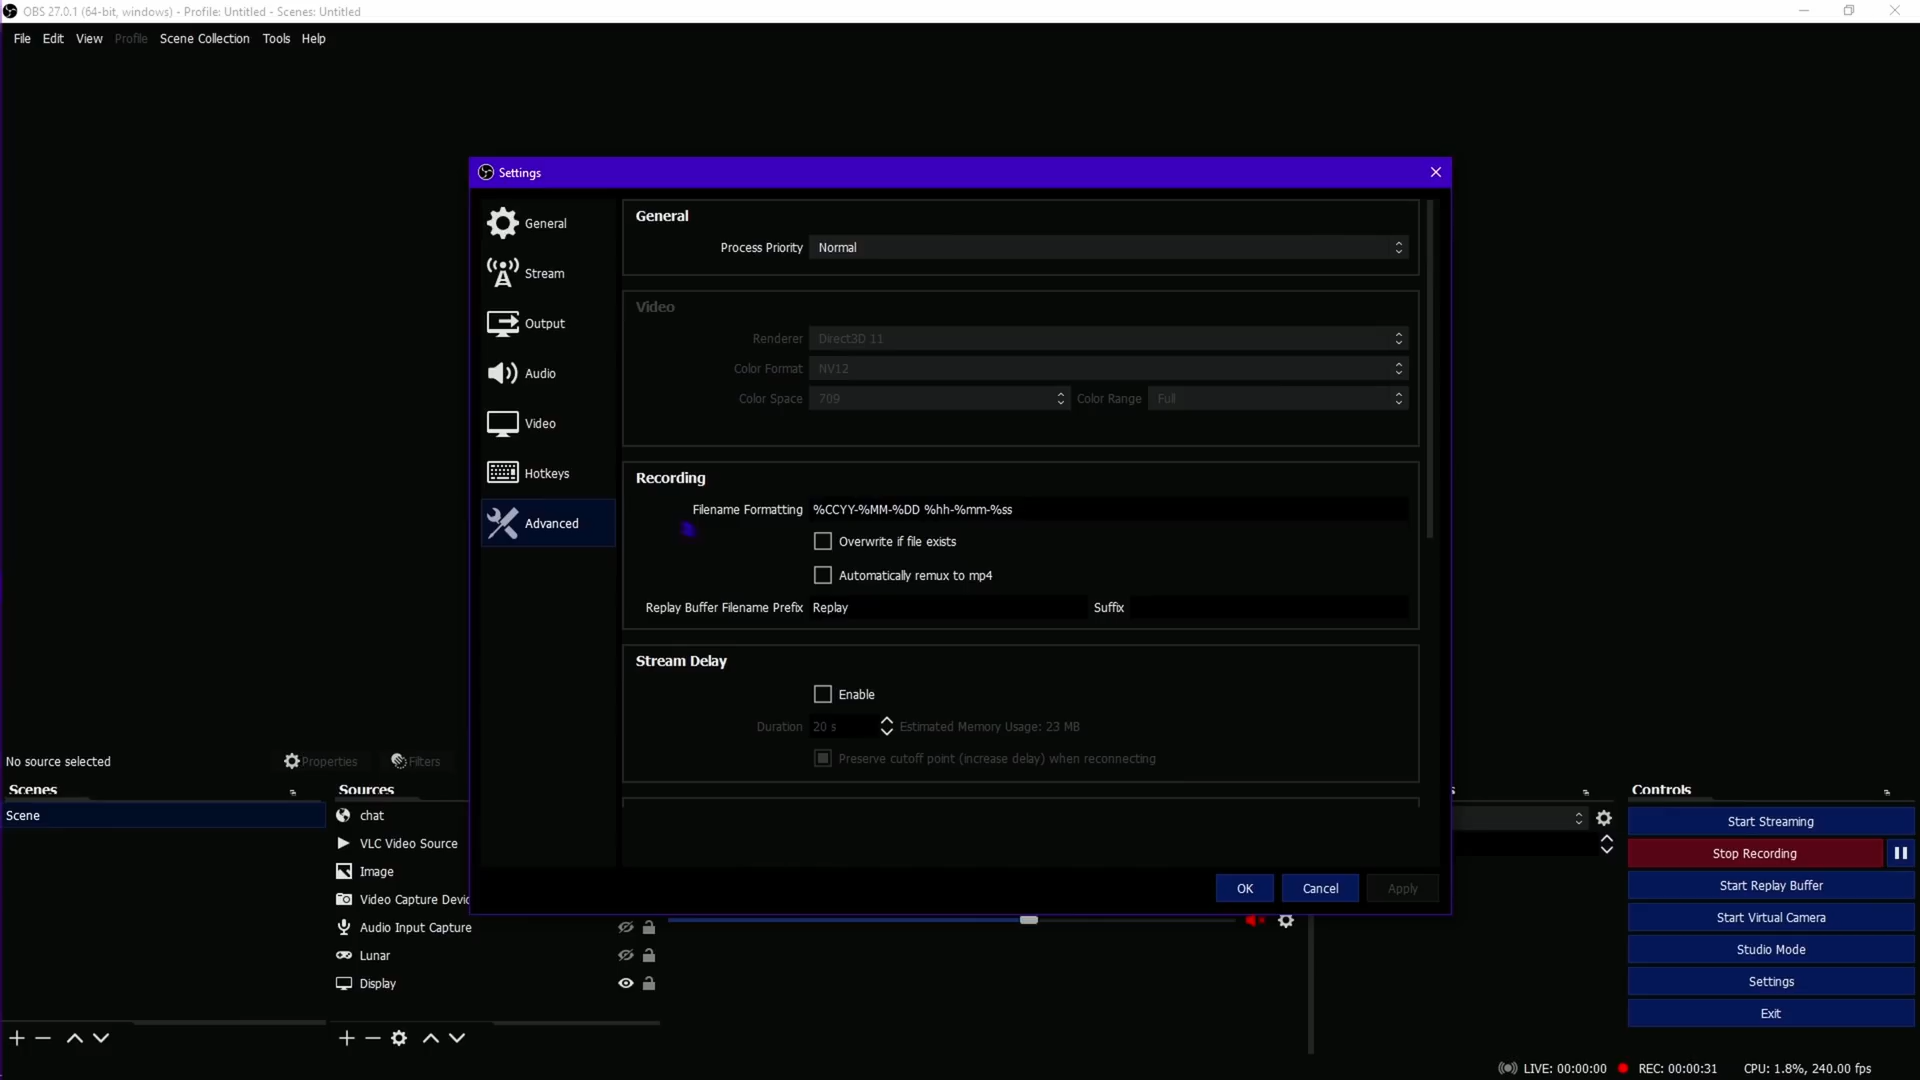 OBS 27.0.1 (64-bit, windows) - Profile: Untitled - Scenes: Untitled
File Edit View Profile Scene Collection Tools Help
Settings
General
Stream
Output
Audio
Video
Hotkeys
Advanced
General
Process Priority Normal
Video
Renderer Direct3D 11
Color Format NV12
Color Space 709 Color Range Full
Recording
Filename Formatting %CCYY-%MM-%DD %hh-%mm-%ss
Overwrite if file exists
Automatically remux to mp4
Replay Buffer Filename Prefix Replay Suffix
Stream Delay
Enable
Duration 20 s Estimated Memory Usage: 23 MB
Preserve cutoff point (increase delay) when reconnecting
OK Cancel Apply
No source selected Properties Filters
Scenes
Scene
Sources
chat
VLC Video Source
Image
Video Capture Devic
Audio Input Capture
Lunar
Display
s
Controls
Start Streaming
Stop Recording
Start Replay Buffer
Start Virtual Camera
Studio Mode
Settings
Exit
LIVE: 00:00:00 REC: 00:00:31 CPU: 1.8%, 240.00 fps